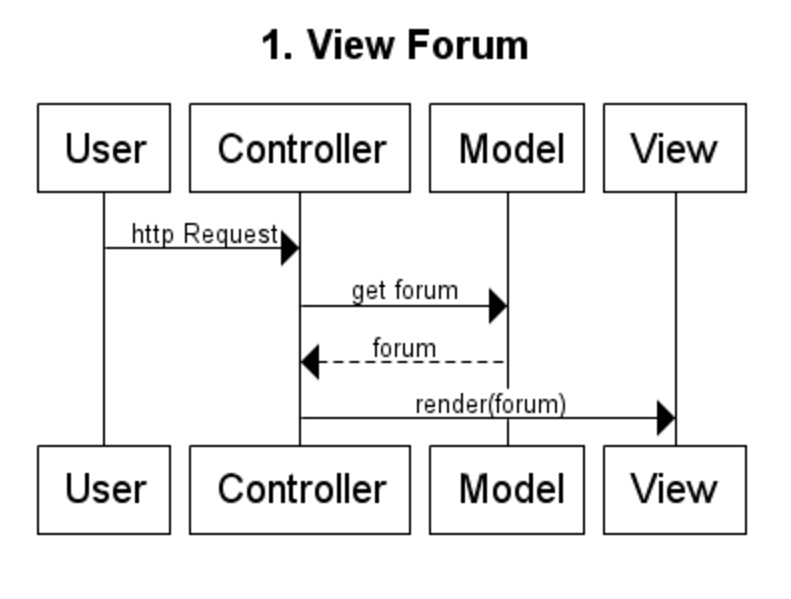 1. View Forum
User
Controller
Model
View
http Request
get forum
forum
render(forum)
User
Controller
Model
View